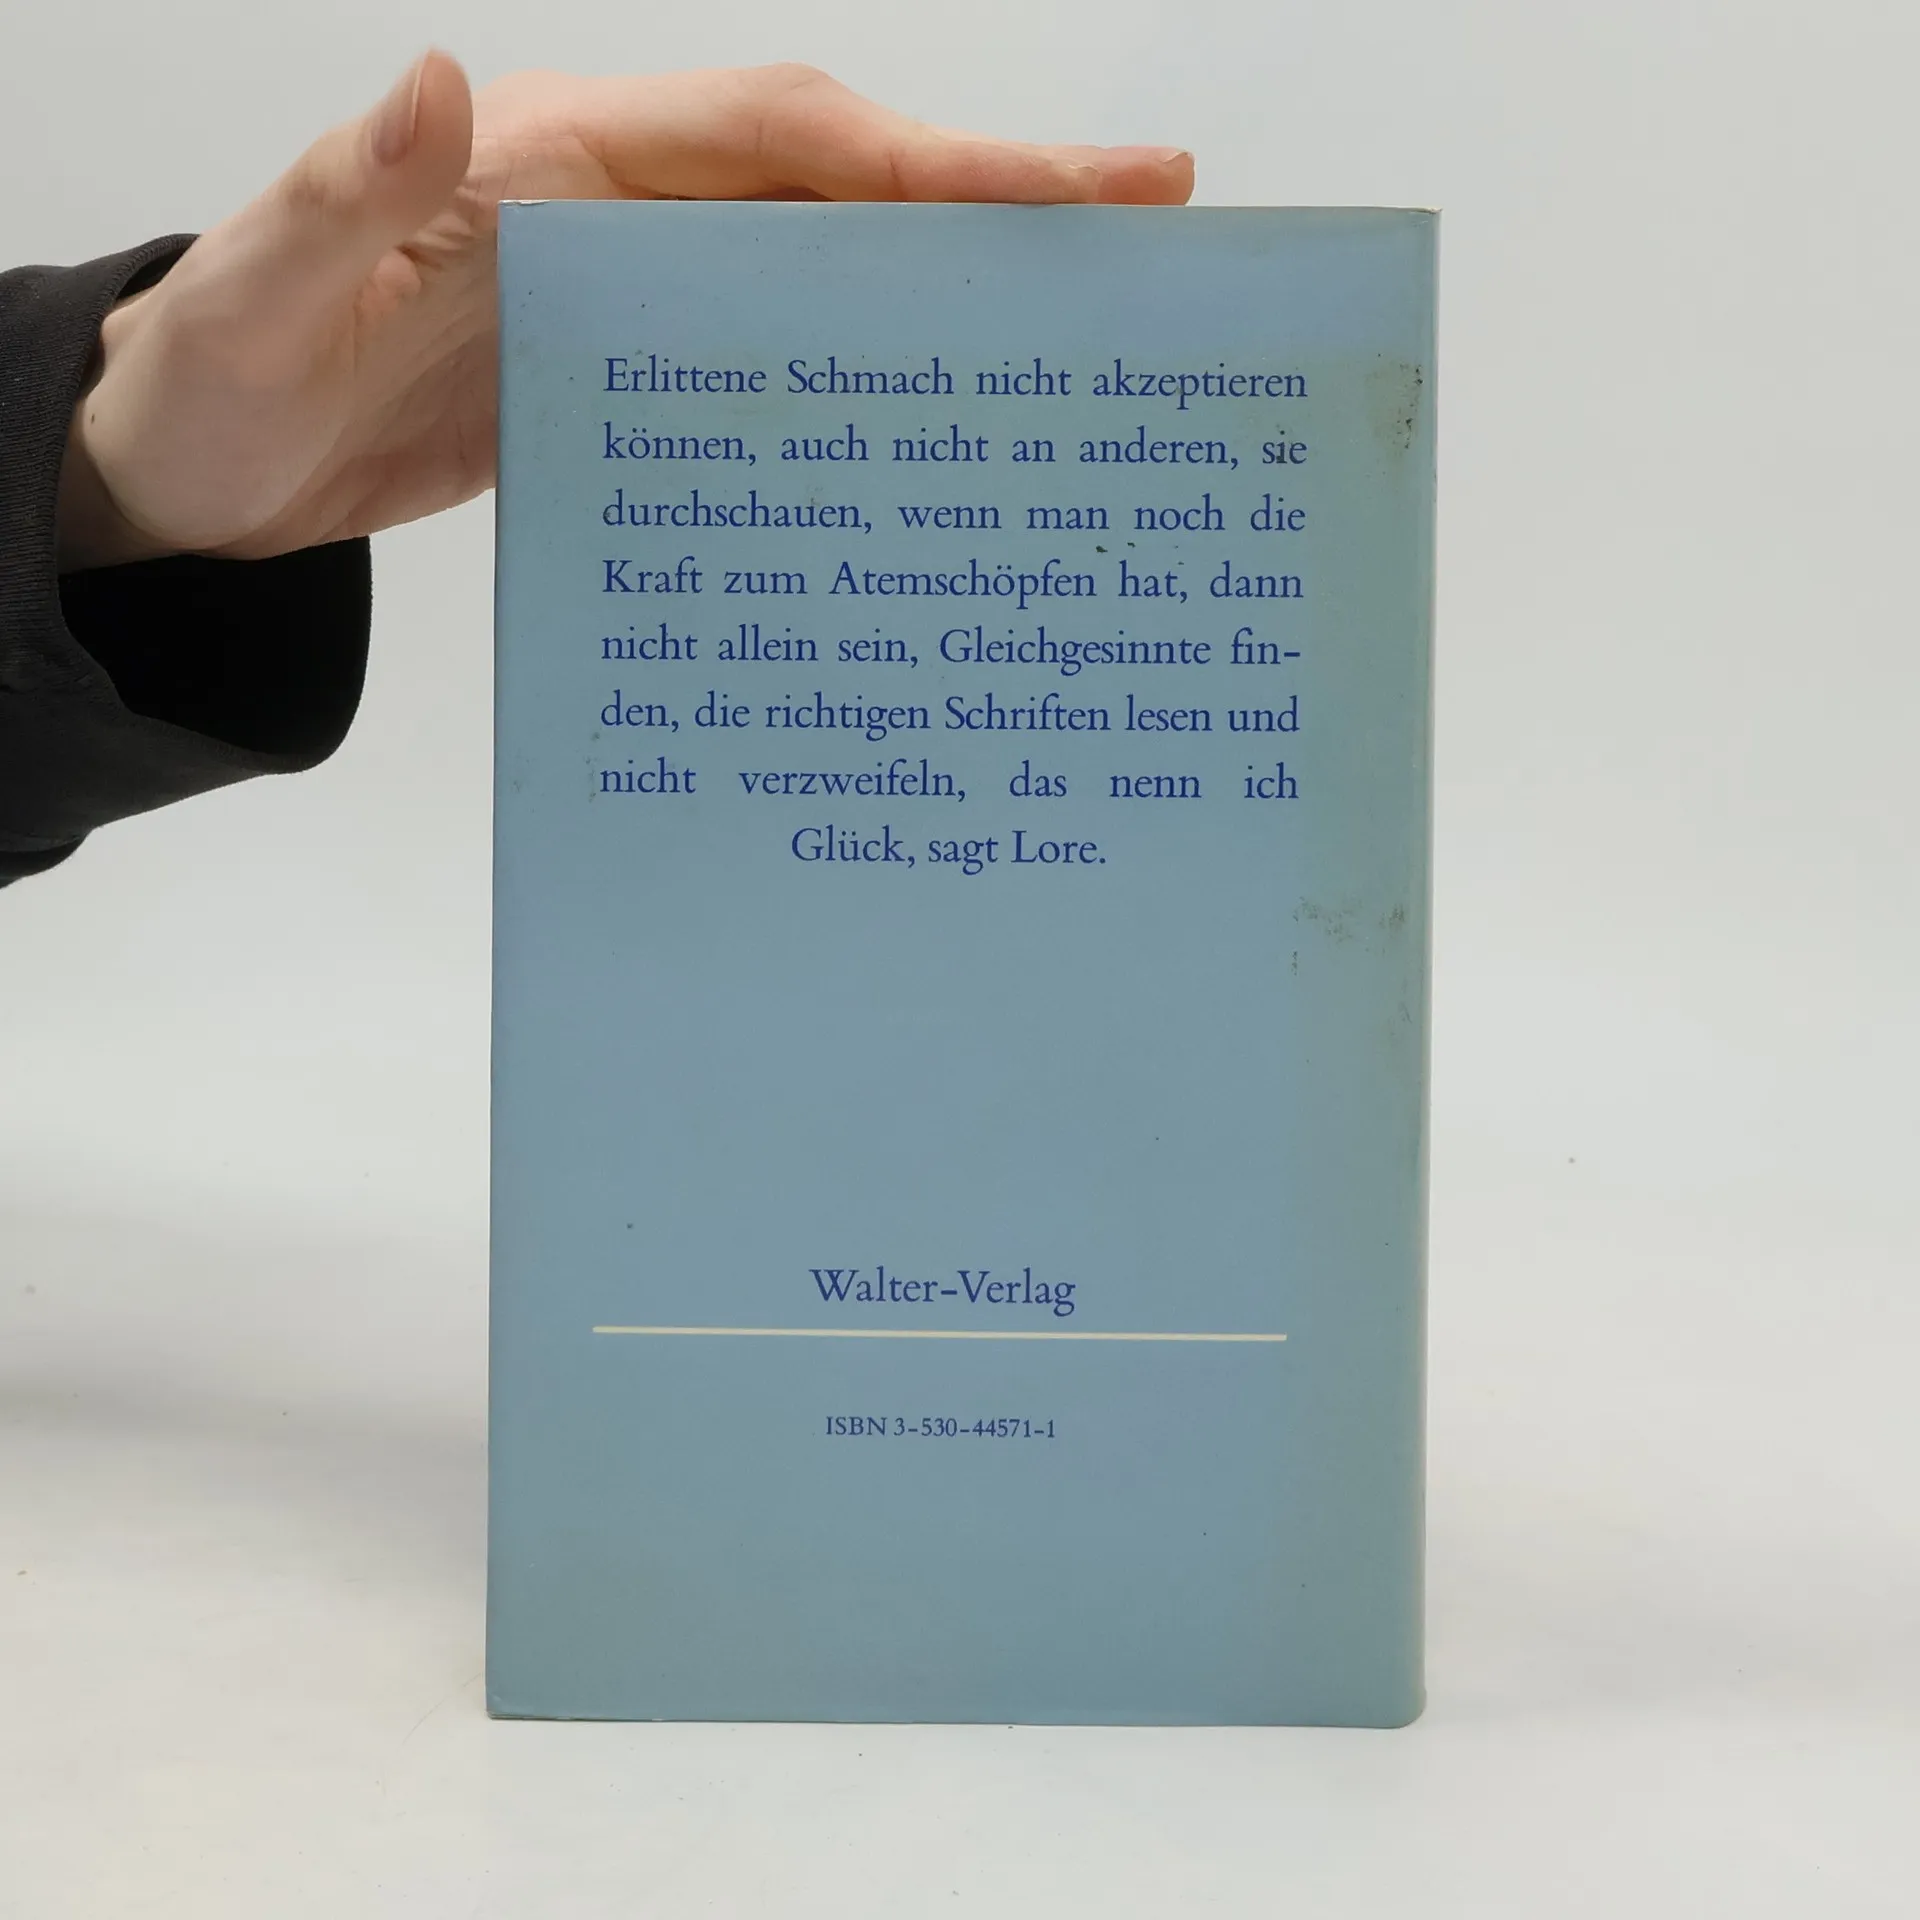 Erlittene Schmach nicht akzeptieren
können, auch nicht an anderen, sie
durchschauen, wenn man noch die
Kraft zum Atemschöpfen hat, dann
nicht allein sein, Gleichgesinnte fin-
den, die richtigen Schriften lesen und
nicht verzweifeln, das nenn ich
Glück, sagt Lore.
Walter-Verlag
ISBN 3-530-44571-1